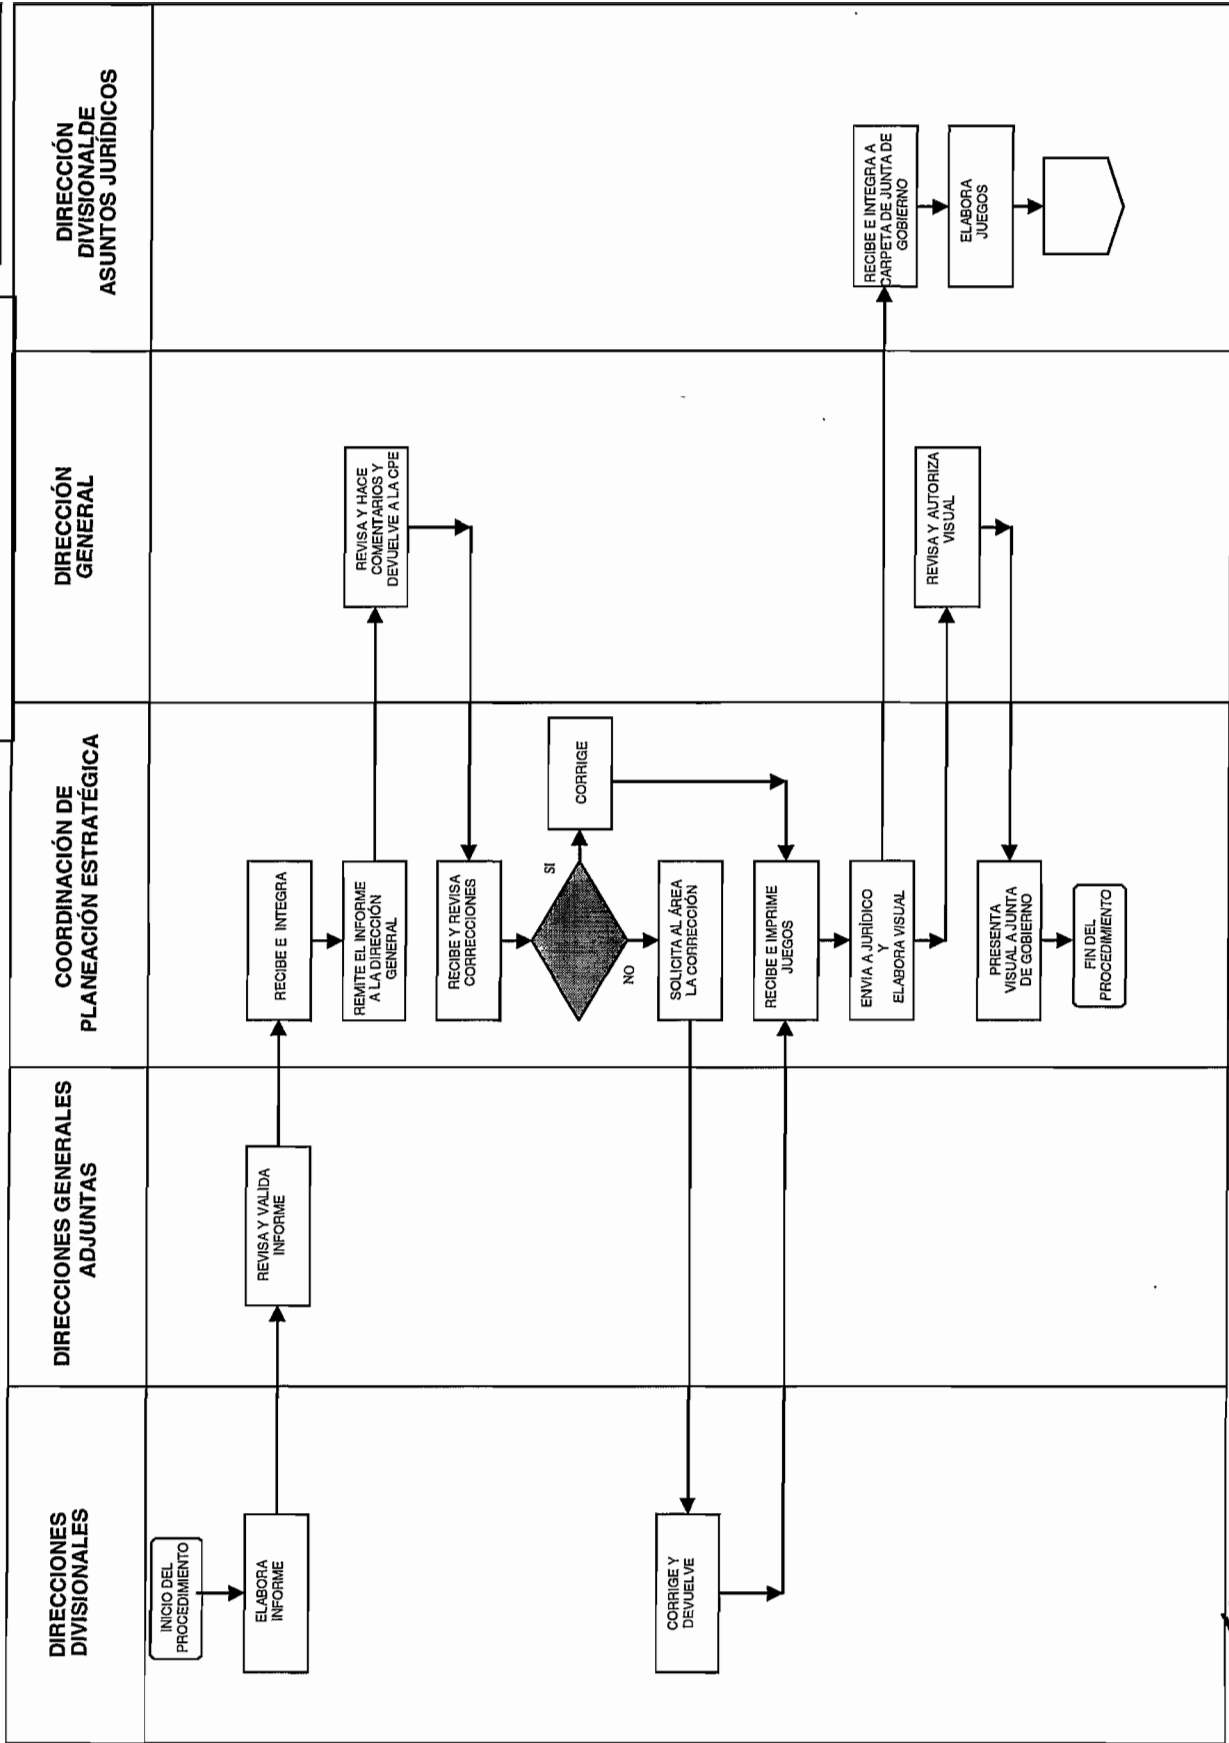 DIRECCIONES
DIVISIONALES
DIRECCIONES GENERALES
ADJUNTAS
COORDINACIÓN DE
PLANEACIÓN ESTRATÉGICA
DIRECCIÓN
GENERAL
DIRECCIÓN
DIVISIONALDE
ASUNTOS JURÍDICOS
INICIO DEL
PROCEDIMIENTO
ELABORA
INFORME
REVISA Y VALIDA
INFORME
RECIBE E INTEGRA
REMITE EL INFORME
A LA DIRECCIÓN
GENERAL
REVISA Y HACE
COMENTARIOS Y
DEVUELVE A LA CPE
RECIBE Y REVISA
CORRECCIONES
SI
CORRIGE
NO
SOLICITA AL ÁREA
LA CORRECCIÓN
CORRIGE Y
DEVUELVE
RECIBE E IMPRIME
JUEGOS
ENVIA A JURÍDICO
Y
ELABORA VISUAL
RECIBE E INTEGRA A
CARPETA DE JUNTA DE
GOBIERNO
ELABORA
JUEGOS
REVISA Y AUTORIZA
VISUAL
PRESENTA
VISUAL A JUNTA
DE GOBIERNO
FIN DEL
PROCEDIMIENTO